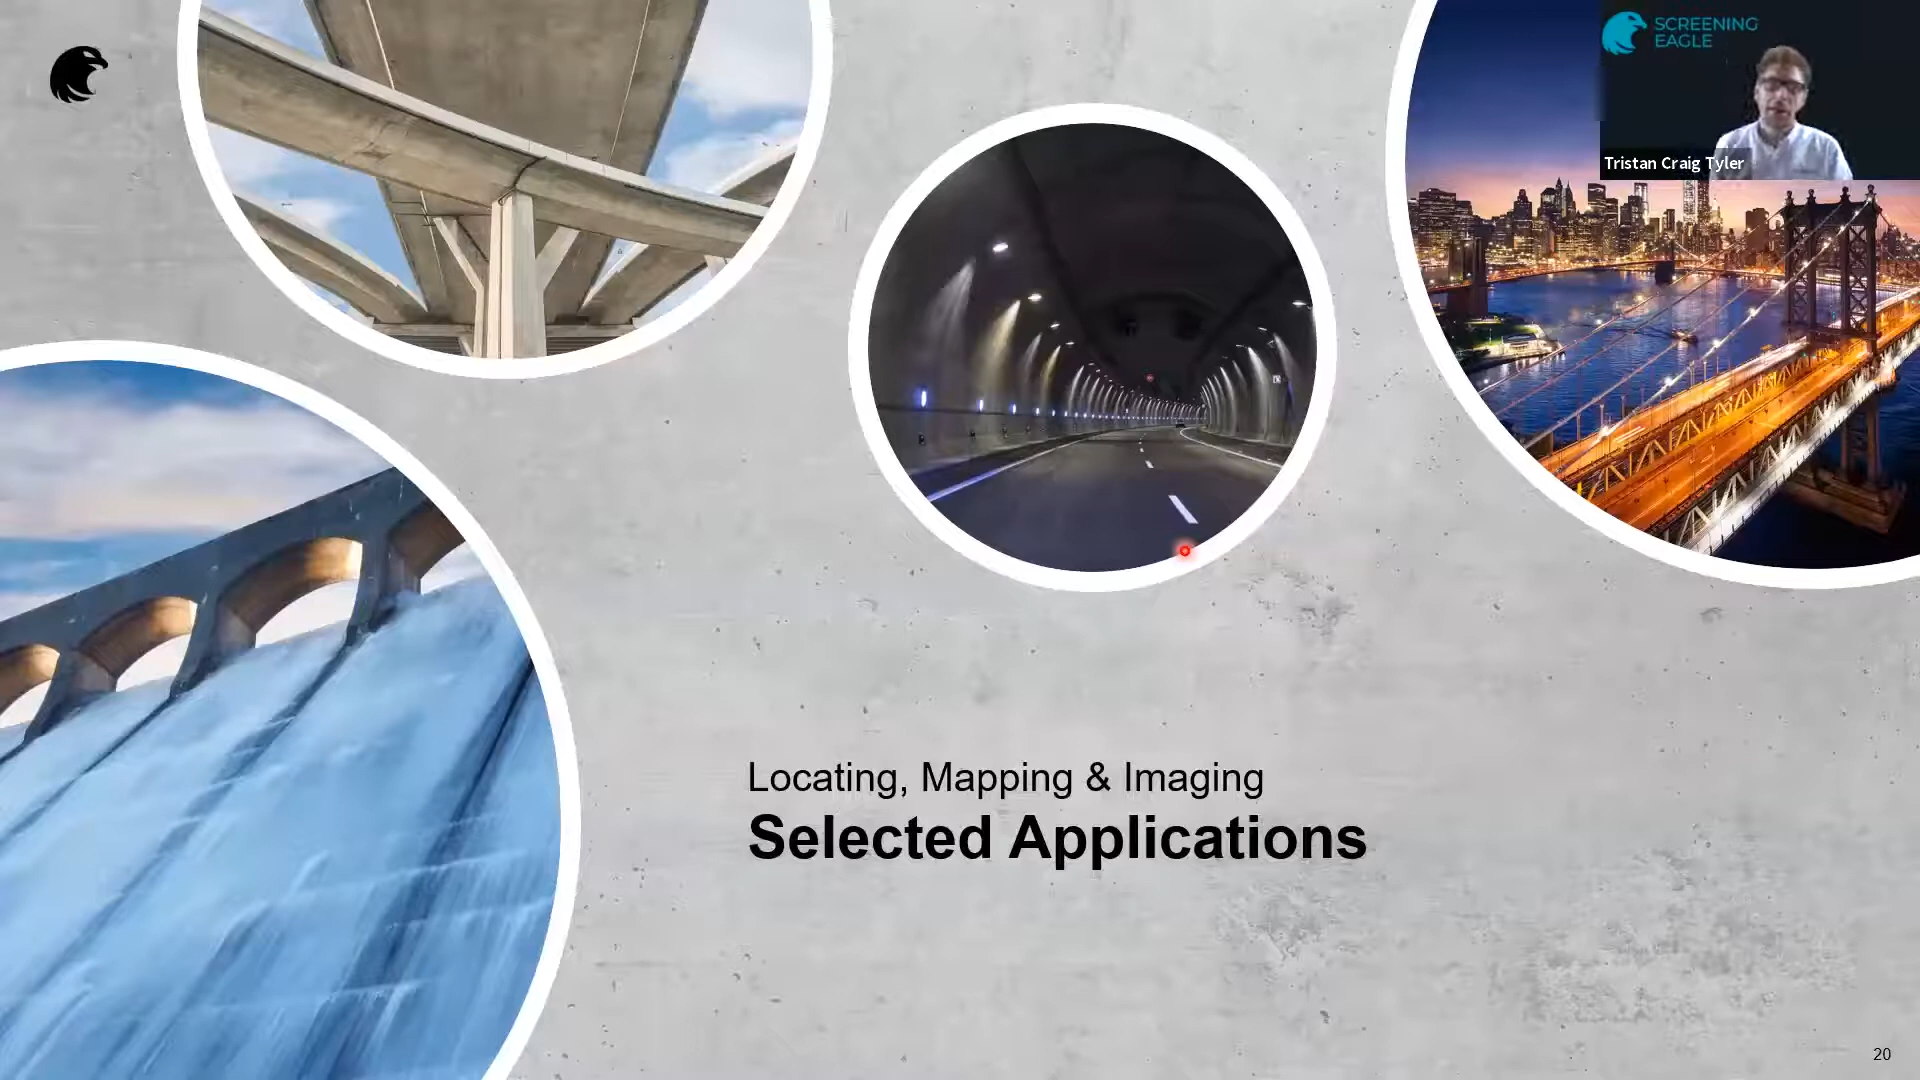 SCREENING
EAGLE
Tristan Craig Tyler
Locating, Mapping & Imaging
Selected Applications
20